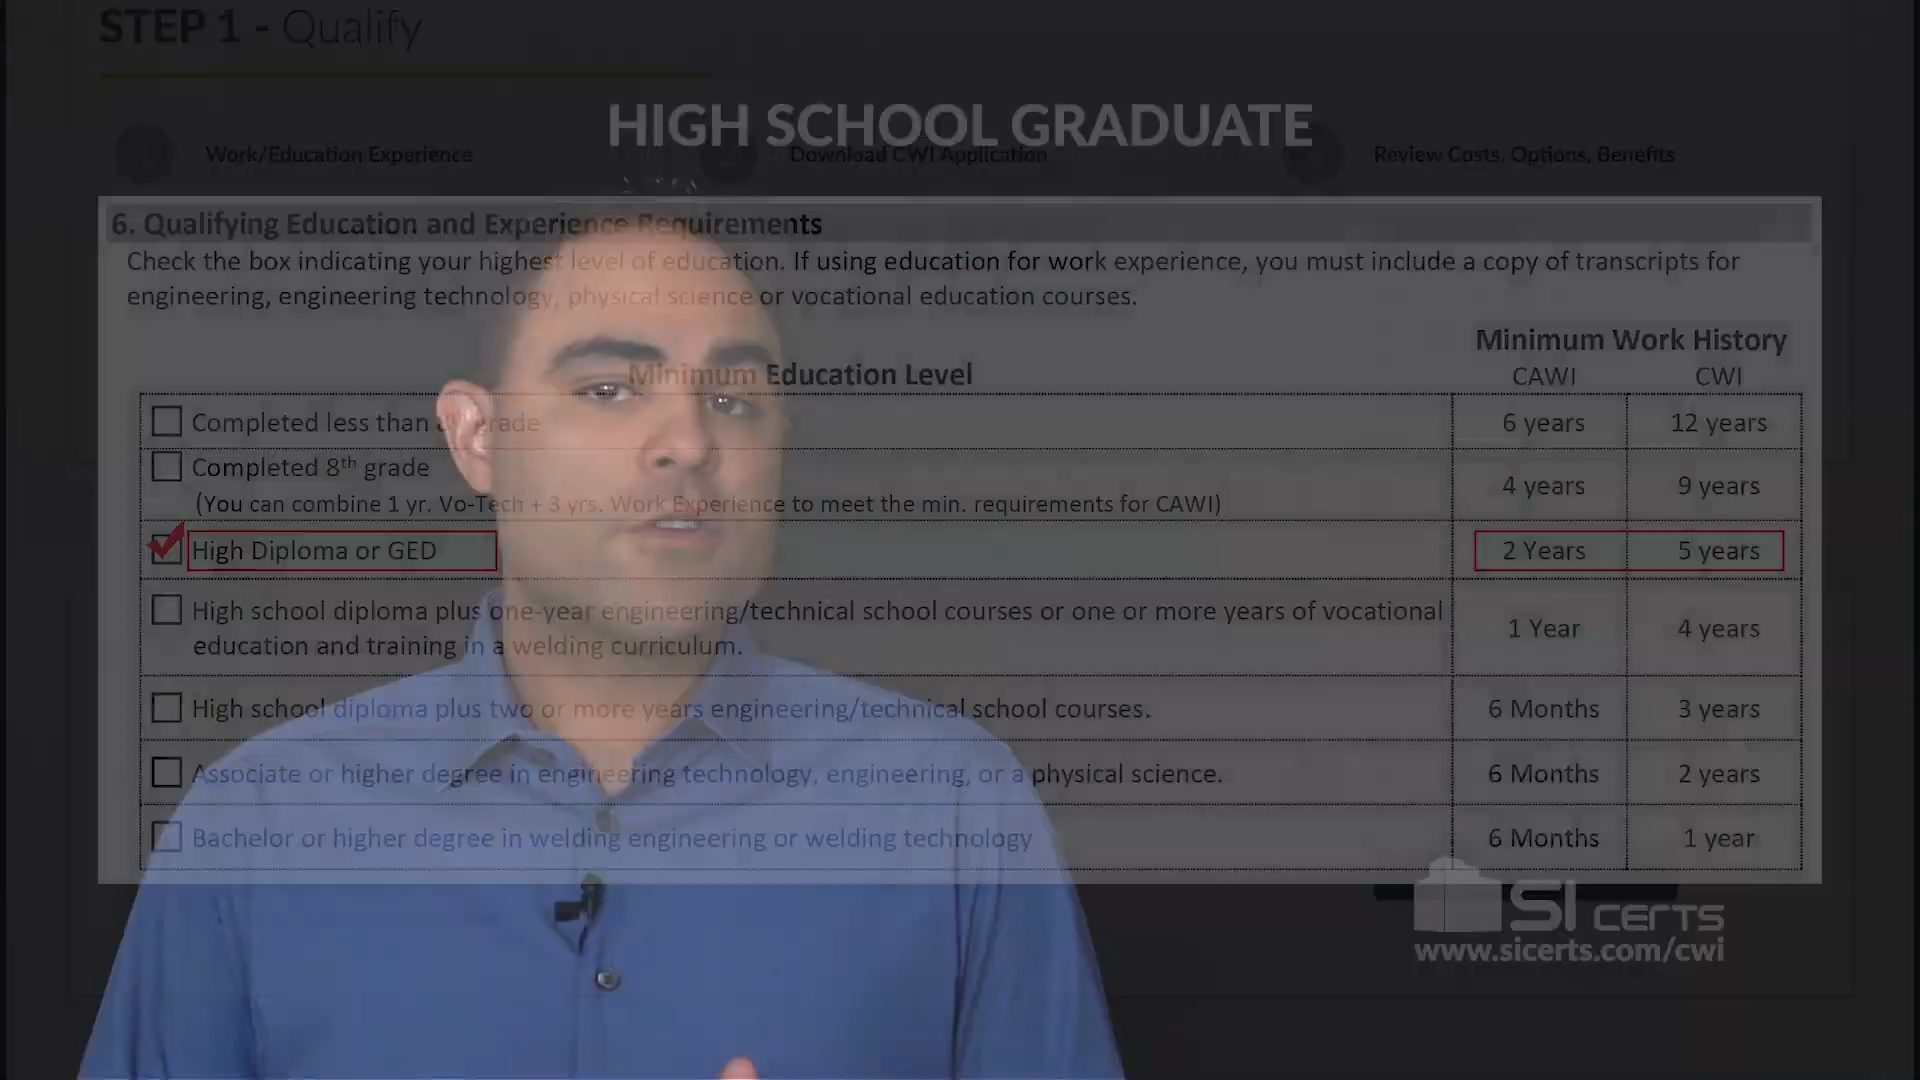 STEP 1 - Qualify
HIGH SCHOOL GRADUATE
Work/Education Experience
Download CWI Application
Review Costs, Options, Benefits
6. Qualifying Education and Experience Requirements
Check the box indicating your highest level of education. If using education for work experience, you must include a copy of transcripts for
engineering, engineering technology, physical science or vocational education courses.
Minimum Work History
Minimum Education Level
CAWI
CWI
Completed less than grade
6 years
12 years
Completed 8th grade
(You can combine 1 yr. Vo-Tech + 3 yrs. Work Experience to meet the min. requirements for CAWI)
4 years
9 years
High Diploma or GED
2 Years
5 years
High school diploma plus one-year engineering/technical school courses or one or more years of vocational
education and training in a welding curriculum.
1 Year
4 years
High school diploma plus two or more years engineering/technical school courses.
6 Months
3 years
Associate or higher degree in engineering technology, engineering, or a physical science.
6 Months
2 years
Bachelor or higher degree in welding engineering or welding technology
6 Months
1 year
SI CERTS
www.sicerts.com/cwi